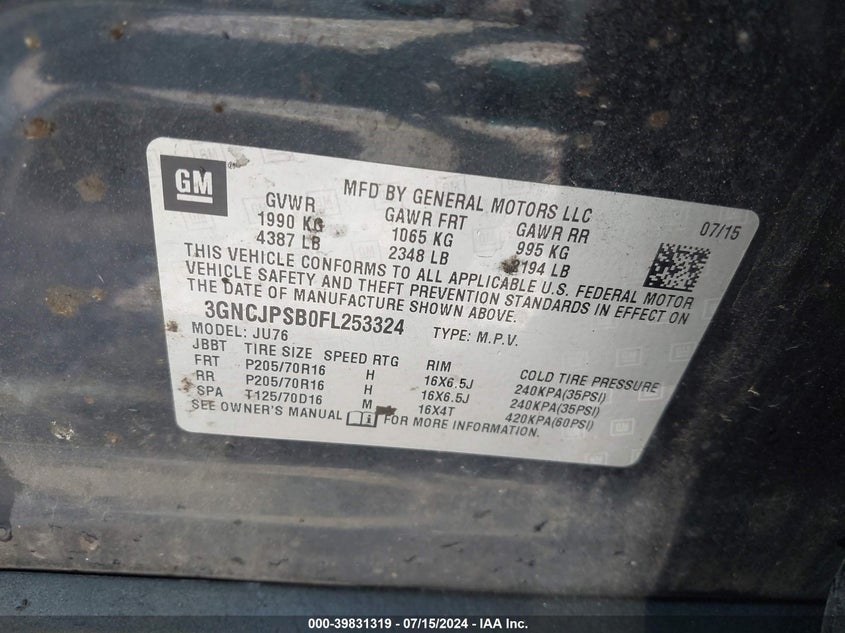 GM
MFD BY GENERAL MOTORS LLC
GVWR GAWR FRT GAWR RR 07/15
1990 KG 1065 KG 995 KG
4387 LB 2348 LB 2194 LB
THIS VEHICLE CONFORMS TO ALL APPLICABLE U.S. FEDERAL MOTOR
VEHICLE SAFETY AND THEFT PREVENTION STANDARDS IN EFFECT ON
THE DATE OF MANUFACTURE SHOWN ABOVE.
3GNCJPSB0FL253324 TYPE: M.P.V.
MODEL: JU76
JBBT TIRE SIZE SPEED RTG RIM COLD TIRE PRESSURE
FRT P205/70R16 H 16X6.5J 240KPA(35PSI)
RR P205/70R16 H 16X6.5J 240KPA(35PSI)
SPA T125/70D16 M 16X4T 420KPA(60PSI)
SEE OWNER'S MANUAL FOR MORE INFORMATION.
000-39831319 - 07/15/2024 - IAA Inc.